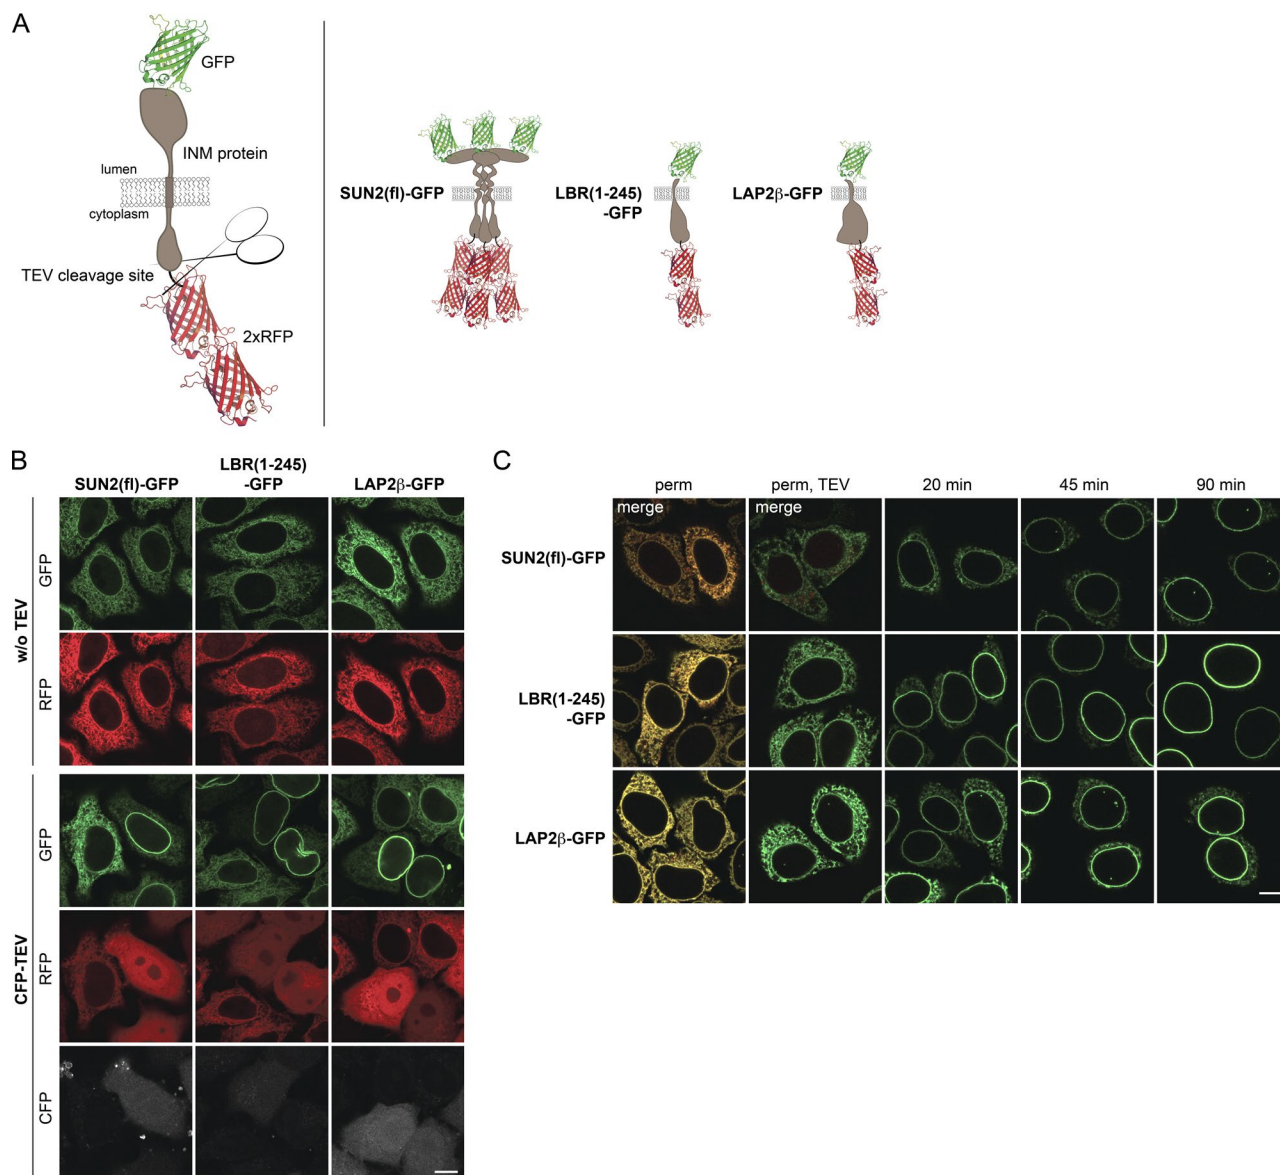 A
GFP
INM protein
lumen
cytoplasm
TEV cleavage site
2xRFP
SUN2(fl)-GFP
LBR(1-245)
-GFP
LAP2β-GFP
B
SUN2(fl)-GFP
LBR(1-245)
-GFP
LAP2β-GFP
w/o TEV
GFP
RFP
CFP-TEV
GFP
RFP
CFP
C
perm
perm, TEV
20 min
45 min
90 min
merge
merge
SUN2(fl)-GFP
LBR(1-245)
-GFP
LAP2β-GFP